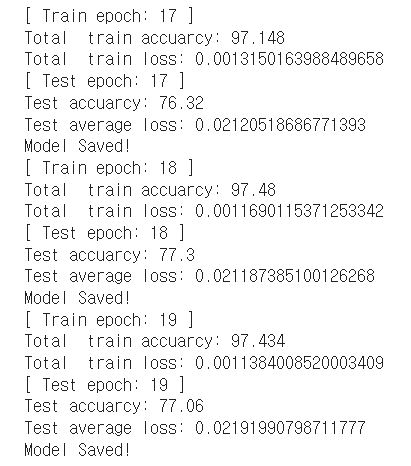 [ Train epoch: 17 ]
Total  train accuarcy: 97.148
Total  train loss: 0.0013150163988489658
[ Test epoch: 17 ]
Test accuarcy: 76.32
Test average loss: 0.02120518686771393
Model Saved!
[ Train epoch: 18 ]
Total  train accuarcy: 97.48
Total  train loss: 0.0011690115371253342
[ Test epoch: 18 ]
Test accuarcy: 77.3
Test average loss: 0.021187385100126268
Model Saved!
[ Train epoch: 19 ]
Total  train accuarcy: 97.434
Total  train loss: 0.0011384008520003409
[ Test epoch: 19 ]
Test accuarcy: 77.06
Test average loss: 0.02191990798711777
Model Saved!